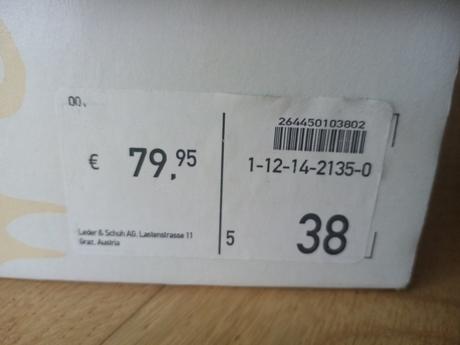 00.
€ 79,95
Leder & Schuh AG. Lastenstrasse 11
Graz. Austria
264450103802
1-12-14-2135-0
5 38